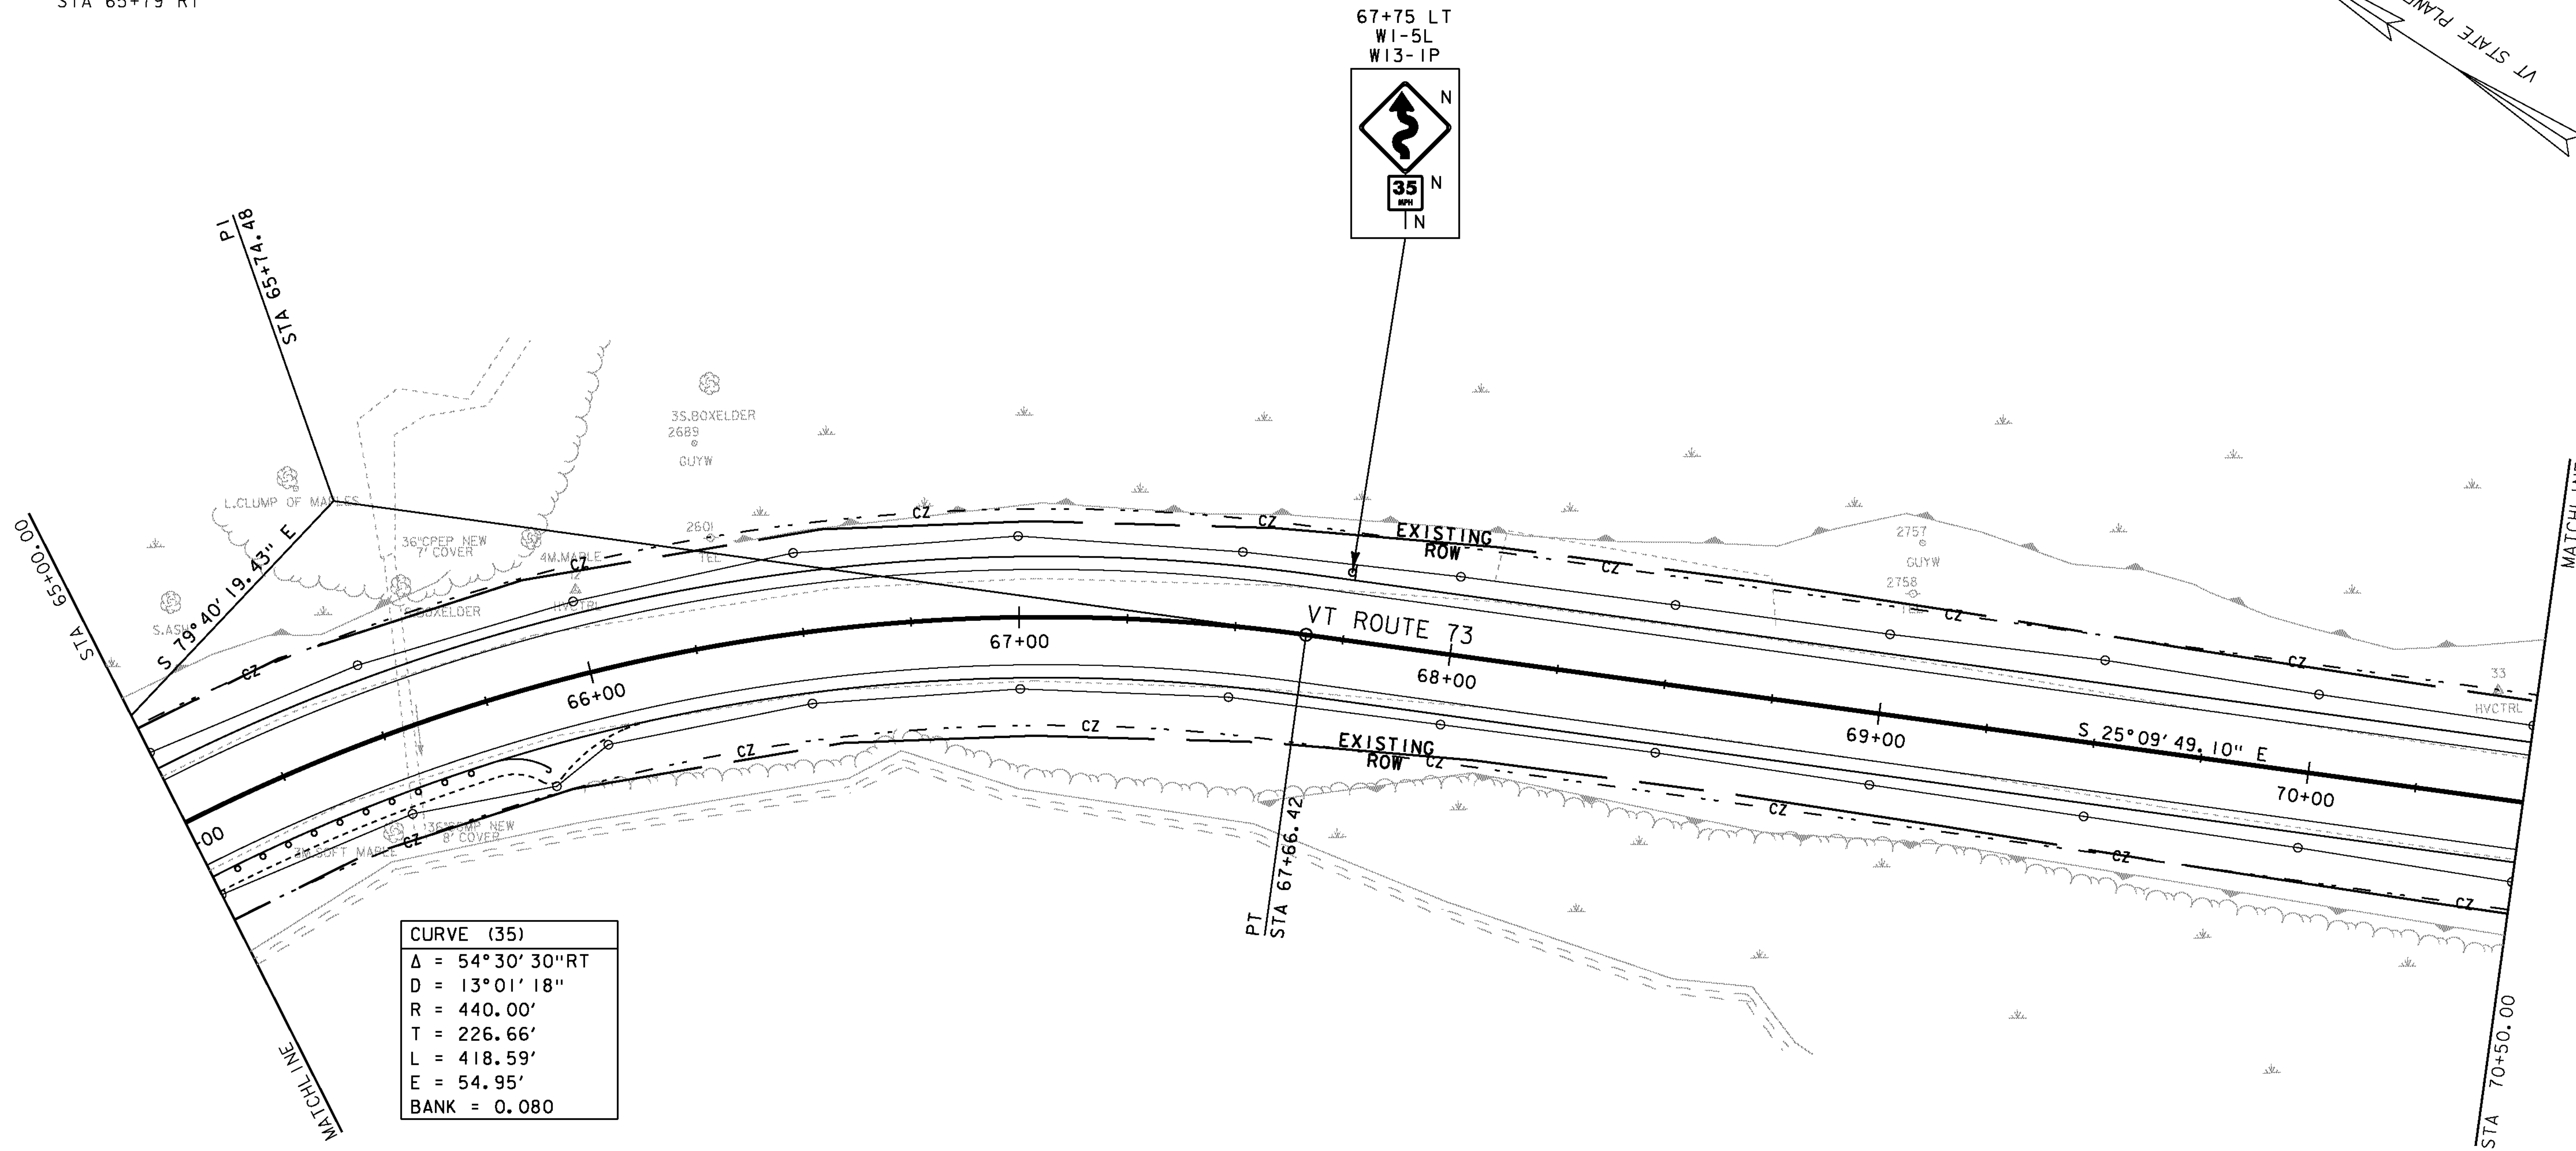 STA 65+79 RT
67+75 LT
W1-5L
W13-1P
N
35
MPH
N
N
VT STATE PLANE
PI
STA 65+74.48
STA 65+00.00
S 79°40'19.43" E
L.CLUMP OF MAPLES
S.ASH
36"CPEP NEW
7' COVER
4M.MAPLE
12
HVCTRL
BOXELDER
3S.BOXELDER
2689
GUYW
2601
TEL
CZ
CZ
CZ
CZ
EXISTING
ROW
CZ
2757
GUYW
2758
TEL
CZ
CZ
33
HVCTRL
MATCHLINE
VT ROUTE 73
66+00
67+00
68+00
69+00
70+00
S 25°09'49.10" E
+00
3M.SOFT MAPLE
NEW
8' COVER
CZ
CZ
CZ
EXISTING
ROW
CZ
CZ
CZ
CZ
PT
STA 67+66.42
MATCHLINE
STA 70+50.00
CURVE (35)
Δ = 54°30'30"RT
D = 13°01'18"
R = 440.00'
T = 226.66'
L = 418.59'
E = 54.95'
BANK = 0.080